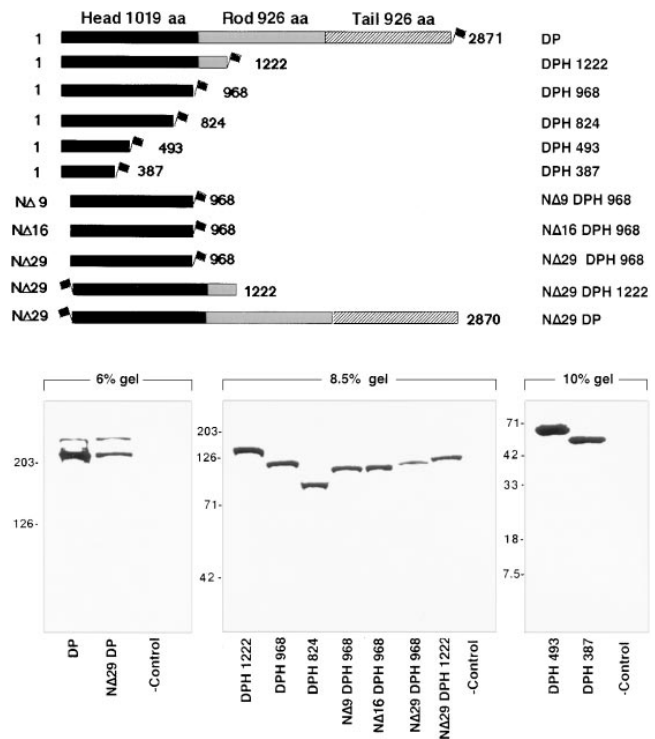 Head 1019 aa Rod 926 aa Tail 926 aa
1 2871 DP
1 1222 DPH 1222
1 968 DPH 968
1 824 DPH 824
1 493 DPH 493
1 387 DPH 387
NΔ 9 968 NΔ9 DPH 968
NΔ16 968 NΔ16 DPH 968
NΔ29 968 NΔ29 DPH 968
NΔ29 1222 NΔ29 DPH 1222
NΔ29 2870 NΔ29 DP
6% gel
203-
126-
DP
NΔ29 DP
-Control
8.5% gel
203-
126-
71-
42-
DPH 1222
DPH 968
DPH 824
NΔ9 DPH 968
NΔ16 DPH 968
NΔ29 DPH 968
NΔ29 DPH 1222
-Control
10% gel
71-
42-
33-
18-
7.5-
DPH 493
DPH 387
-Control